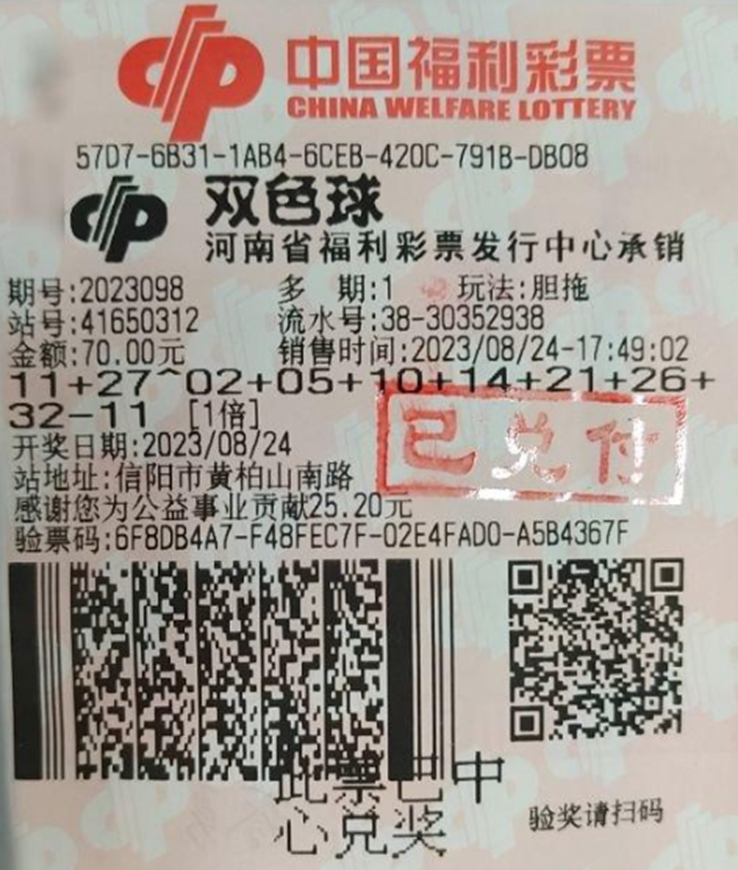 中国福利彩票
CHINA WELFARE LOTTERY
57D7-6B31-1AB4-6CEB-420C-791B-DB08
双色球
河南省福利彩票发行中心承销
期号:2023098 多 期:1 玩法:胆拖
站号:41650312 流水号:38-30352938
金额:70.00元 销售时间:2023/08/24-17:49:02
11+27^02+05+10+14+21+26+
32-11 [1倍]
已兑付
开奖日期:2023/08/24
站地址:信阳市黄柏山南路
感谢您为公益事业贡献25.20元
验票码:6F8DB4A7-F48FEC7F-02E4FAD0-A5B4367F
此票已中
心兑奖
验奖请扫码